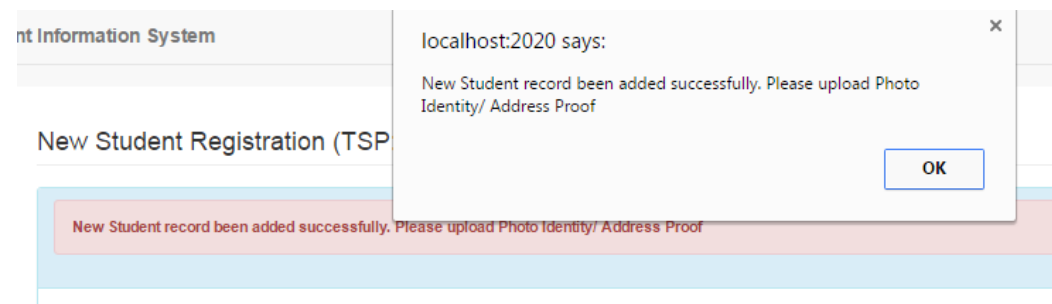 nt Information System
localhost:2020 says:
×
New Student record been added successfully. Please upload Photo
Identity/ Address Proof
OK
New Student Registration (TSP
New Student record been added successfully. Please upload Photo Identity/ Address Proof